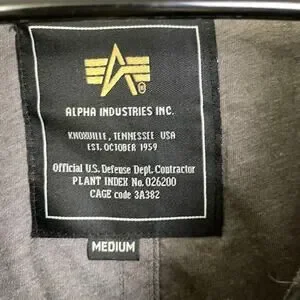 ALPHA INDUSTRIES INC.
KNOXVILLE, TENNESSEE USA
EST. OCTOBER 1959
Official U.S. Defense Dept. Contractor
PLANT INDEX No. 026200
CAGE code 3A382
MEDIUM